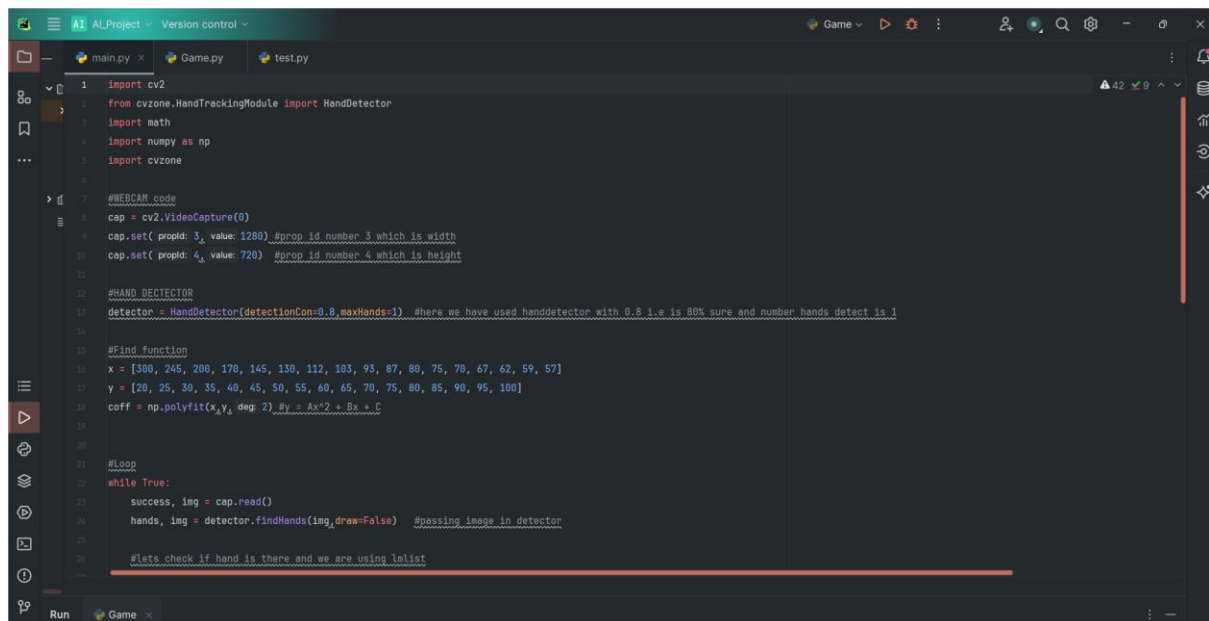 AI AI_Project Version control Game
main.py Game.py test.py
1 import cv2 42 9
2 from cvzone.HandTrackingModule import HandDetector
3 import math
4 import numpy as np
5 import cvzone
6
7 #WEBCAM code
8 cap = cv2.VideoCapture(0)
9 cap.set( propId: 3, value: 1280) #prop id number 3 which is width
10 cap.set( propId: 4, value: 720) #prop id number 4 which is height
11
12 #HAND DECTECTOR
13 detector = HandDetector(detectionCon=0.8,maxHands=1) #here we have used handdetector with 0.8 i.e is 80% sure and number hands detect is 1
14
15 #Find function
16 x = [300, 245, 200, 170, 145, 130, 112, 103, 93, 87, 80, 75, 70, 67, 62, 59, 57]
17 y = [20, 25, 30, 35, 40, 45, 50, 55, 60, 65, 70, 75, 80, 85, 90, 95, 100]
18 coff = np.polyfit(x,y, deg: 2) #y = Ax^2 + Bx + C
19
20
21 #Loop
22 while True:
23 success, img = cap.read()
24 hands, img = detector.findHands(img,draw=False) #passing image in detector
25
26 #lets check if hand is there and we are using lmlist
Run Game